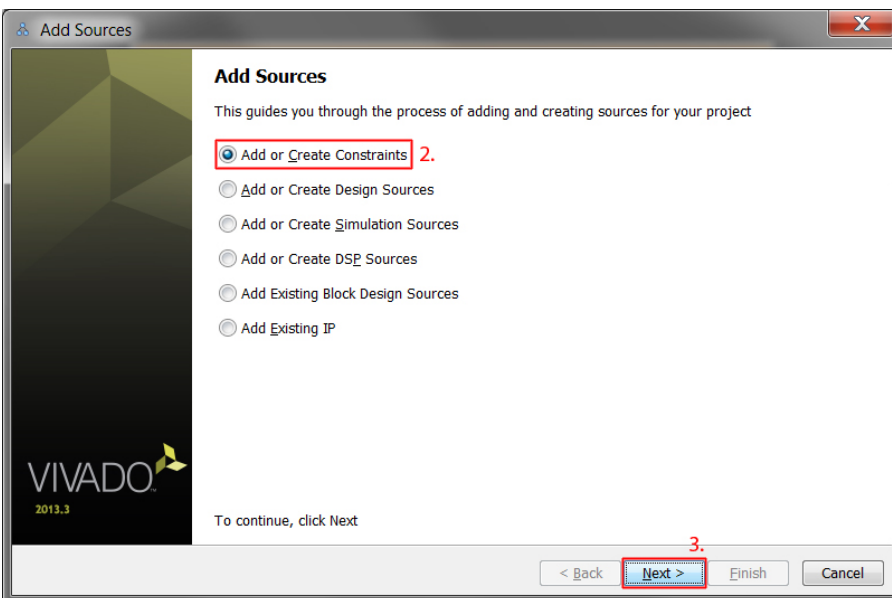 Add Sources
X
Add Sources
This guides you through the process of adding and creating sources for your project
Add or Create Constraints 2.
Add or Create Design Sources
Add or Create Simulation Sources
Add or Create DSP Sources
Add Existing Block Design Sources
Add Existing IP
VIVADO™
2013.3
To continue, click Next
3.
< Back Next > Finish Cancel